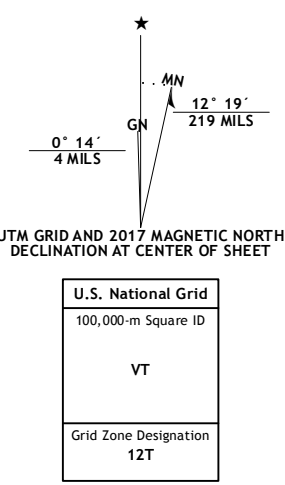 MN
GN
12° 19´
219 MILS
0° 14´
4 MILS
UTM GRID AND 2017 MAGNETIC NORTH
DECLINATION AT CENTER OF SHEET
U.S. National Grid
100,000-m Square ID
VT
Grid Zone Designation
12T